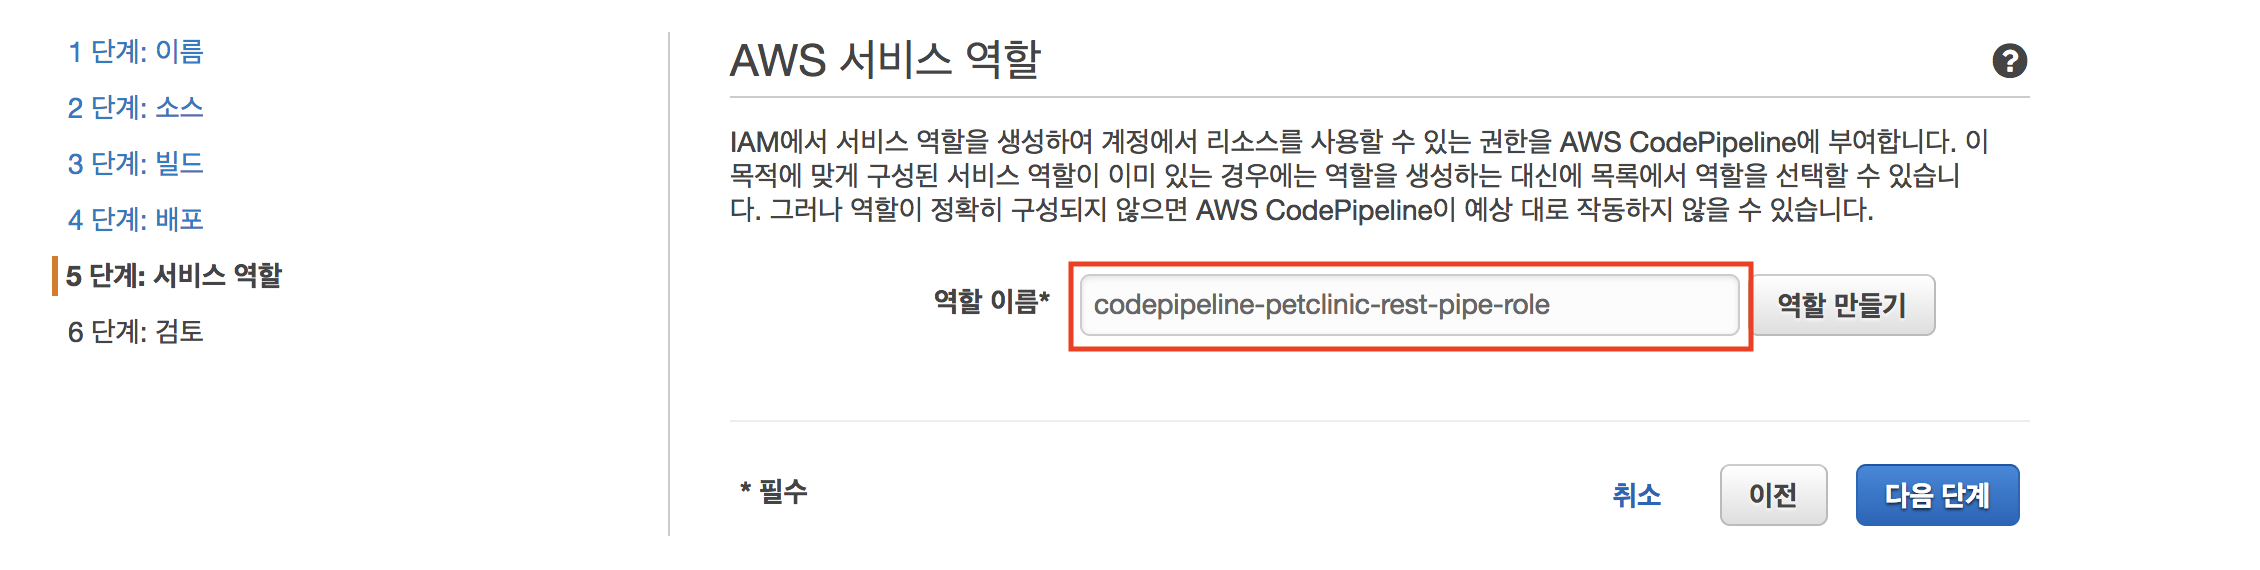 1 단계: 이름
2 단계: 소스
3 단계: 빌드
4 단계: 배포
5 단계: 서비스 역할
6 단계: 검토
AWS 서비스 역할
?
IAM에서 서비스 역할을 생성하여 계정에서 리소스를 사용할 수 있는 권한을 AWS CodePipeline에 부여합니다. 이
목적에 맞게 구성된 서비스 역할이 이미 있는 경우에는 역할을 생성하는 대신에 목록에서 역할을 선택할 수 있습니
다. 그러나 역할이 정확히 구성되지 않으면 AWS CodePipeline이 예상 대로 작동하지 않을 수 있습니다.
역할 이름* codepipeline-petclinic-rest-pipe-role 역할 만들기
* 필수 취소 이전 다음 단계